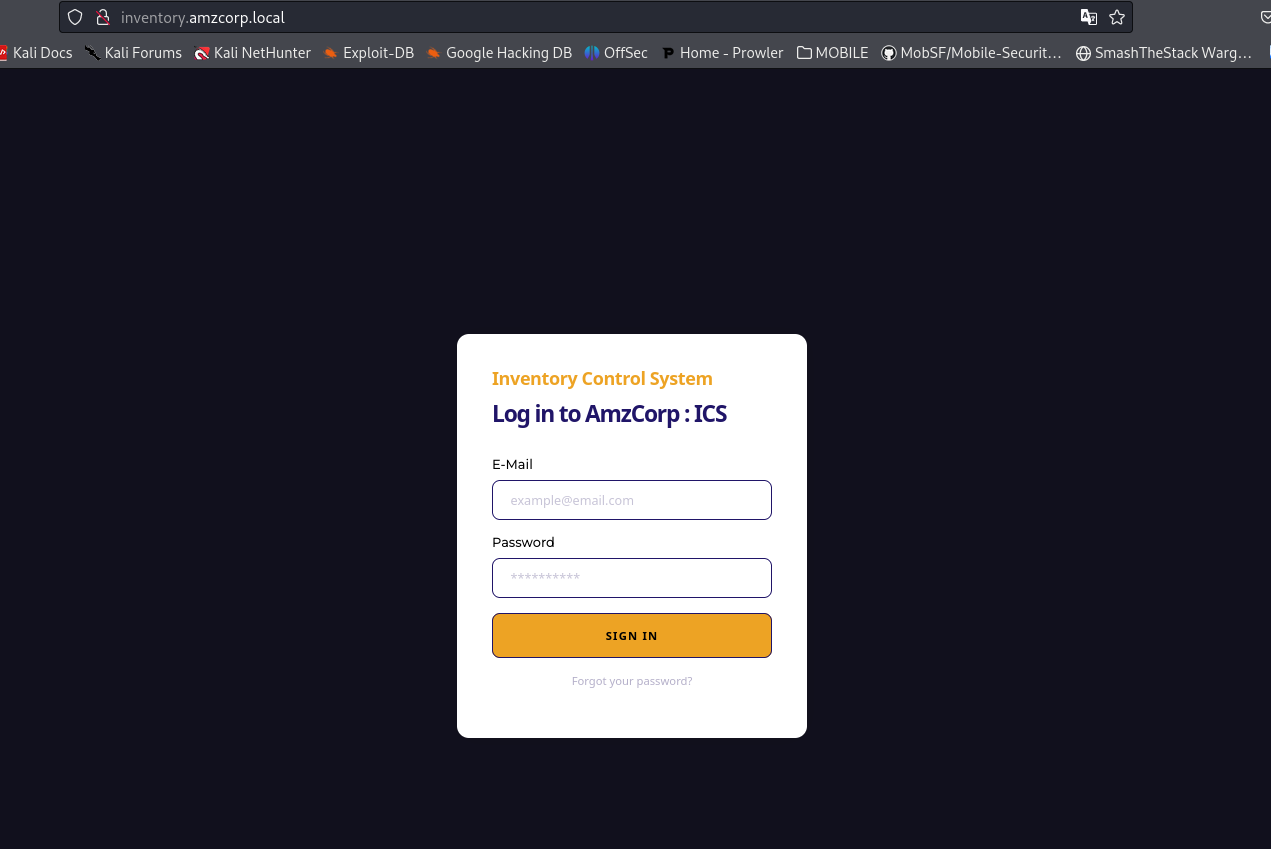 inventory.amzcorp.local
Kali Docs Kali Forums Kali NetHunter Exploit-DB Google Hacking DB OffSec Home - Prowler MOBILE MobSF/Mobile-Securit… SmashTheStack Warg…
Inventory Control System
Log in to AmzCorp : ICS
E-Mail
example@email.com
Password
**********
SIGN IN
Forgot your password?